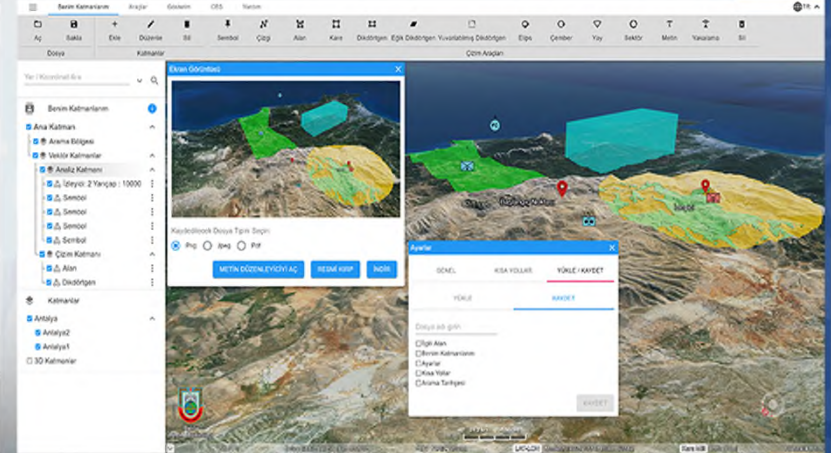 Benim Katmanlarım Araçlar Gösterim CBS Yardım
TR
Aç Sakla Ekle Düzenle Sil Sembol Çizgi Alan Kare Dikdörtgen Eğik Dikdörtgen Yuvarlatılmış Dikdörtgen Elips Çember Yay Sektör Metin Yakalama Sil
Dosya Katmanlar Çizim Araçları
Yer / Koordinat Ara
Benim Katmanlarım
Ana Katman
Arama Bölgesi
Vektör Katmanlar
Analiz Katmanı
İzleyici: 2 Yarıçap : 10000
Sembol
Sembol
Sembol
Sembol
Çizim Katmanı
Alan
Dikdörtgen
Katmanlar
Antalya
Antalya2
Antalya1
3D Katmanlar
Ekran Görüntüsü
Kaydedilecek Dosya Tipini Seçin:
Png Jpeg Pdf
METİN DÜZENLEYİCİYİ AÇ RESMİ KIRP İNDİR
Ayarlar
GENEL KISA YOLLAR YÜKLE / KAYDET
YÜKLE KAYDET
Dosya adı girin
İlgili Alan
Benim Katmanlarım
Ayarlar
Kısa Yollar
Arama Tarihçesi
KAYDET